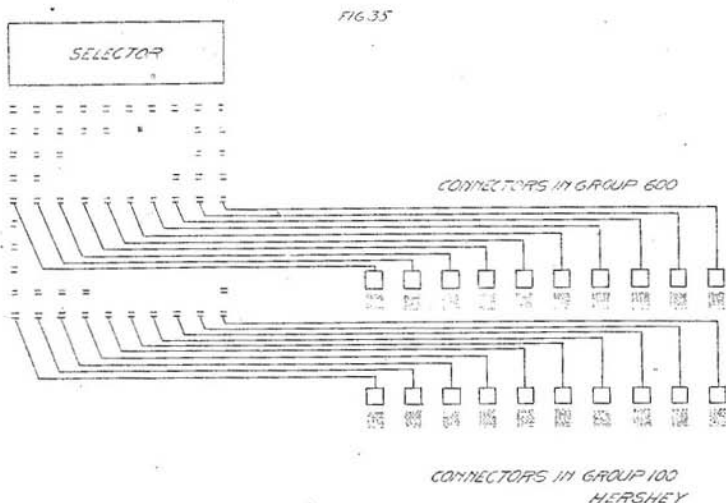 FIG 35
SELECTOR
CONNECTORS IN GROUP 600
CONNECTORS IN GROUP 100
HERSHEY